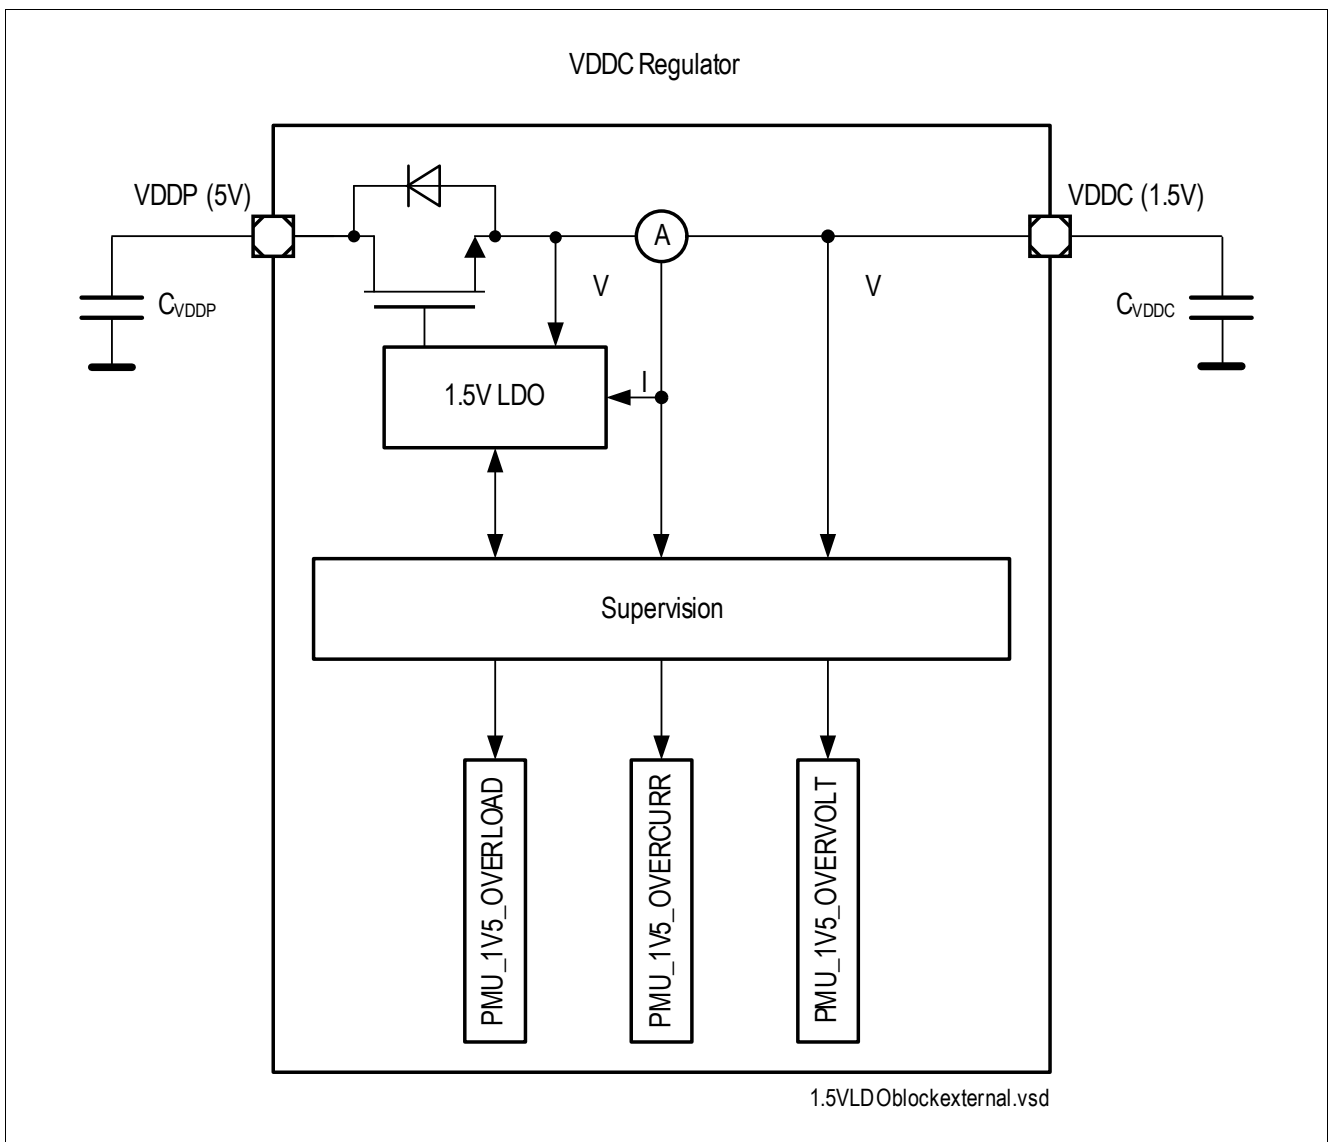 VDDC Regulator
VDDP (5V)
VDDC (1.5V)
A
V
V
CVDDP
CVDDC
I
1.5V LDO
Supervision
PMU_1V5_OVERLOAD
PMU_1V5_OVERCURR
PMU_1V5_OVERVOLT
1.5VLDOblockexternal.vsd